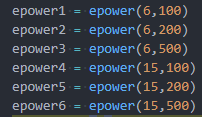 epower1 = epower(6,100)
epower2 = epower(6,200)
epower3 = epower(6,500)
epower4 = epower(15,100)
epower5 = epower(15,200)
epower6 = epower(15,500)